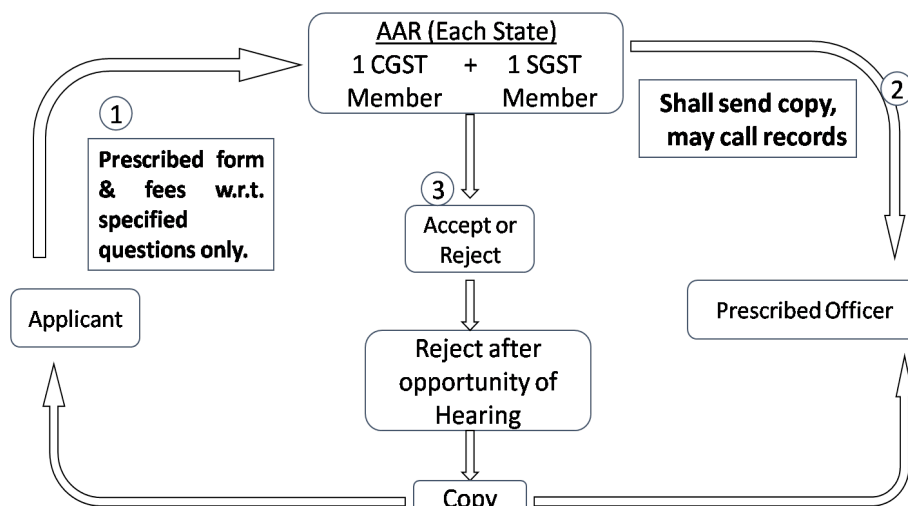 AAR (Each State)
1 CGST + 1 SGST
Member Member
1
Prescribed form
& fees w.r.t.
specified
questions only.
2
Shall send copy,
may call records
3
Accept or
Reject
Applicant
Prescribed Officer
Reject after
opportunity of
Hearing
Copy